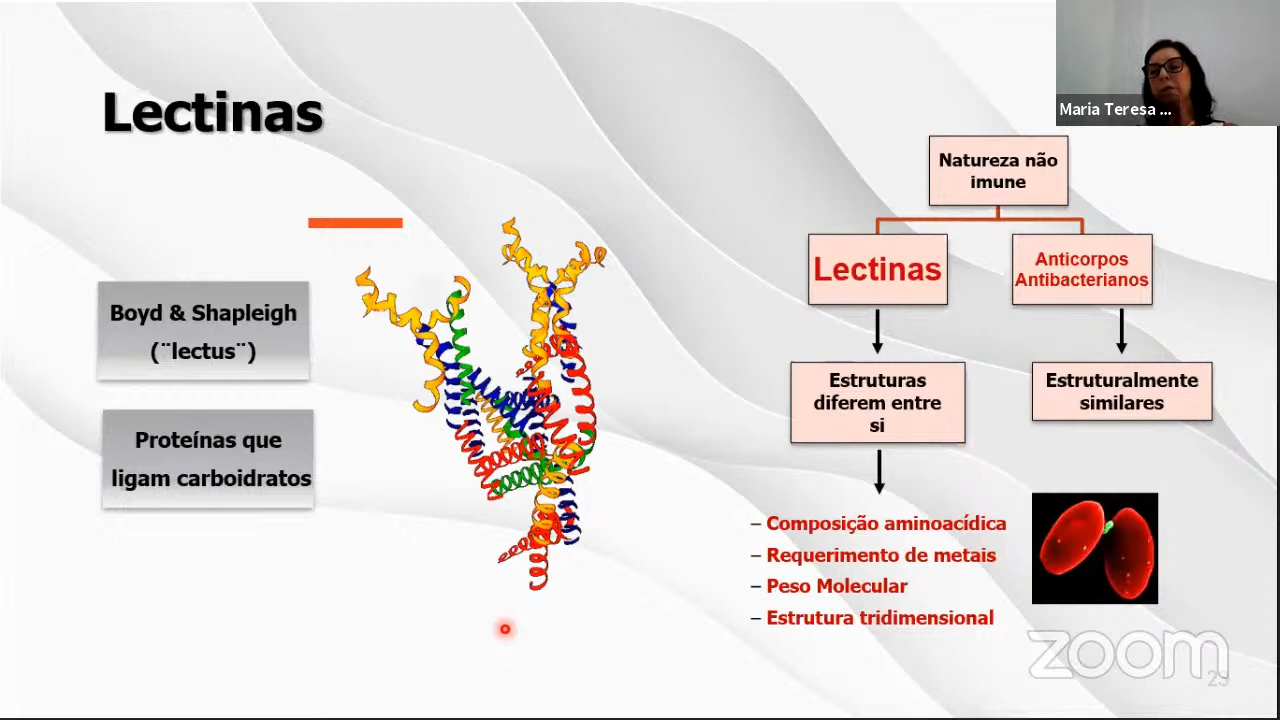 Lectinas
Maria Teresa ...
Boyd & Shapleigh
(¨lectus¨)
Proteínas que
ligam carboidratos
Natureza não
imune
Lectinas
Anticorpos
Antibacterianos
Estruturas
diferem entre
si
Estruturalmente
similares
– Composição aminoacídica
– Requerimento de metais
– Peso Molecular
– Estrutura tridimensional
zoom
29